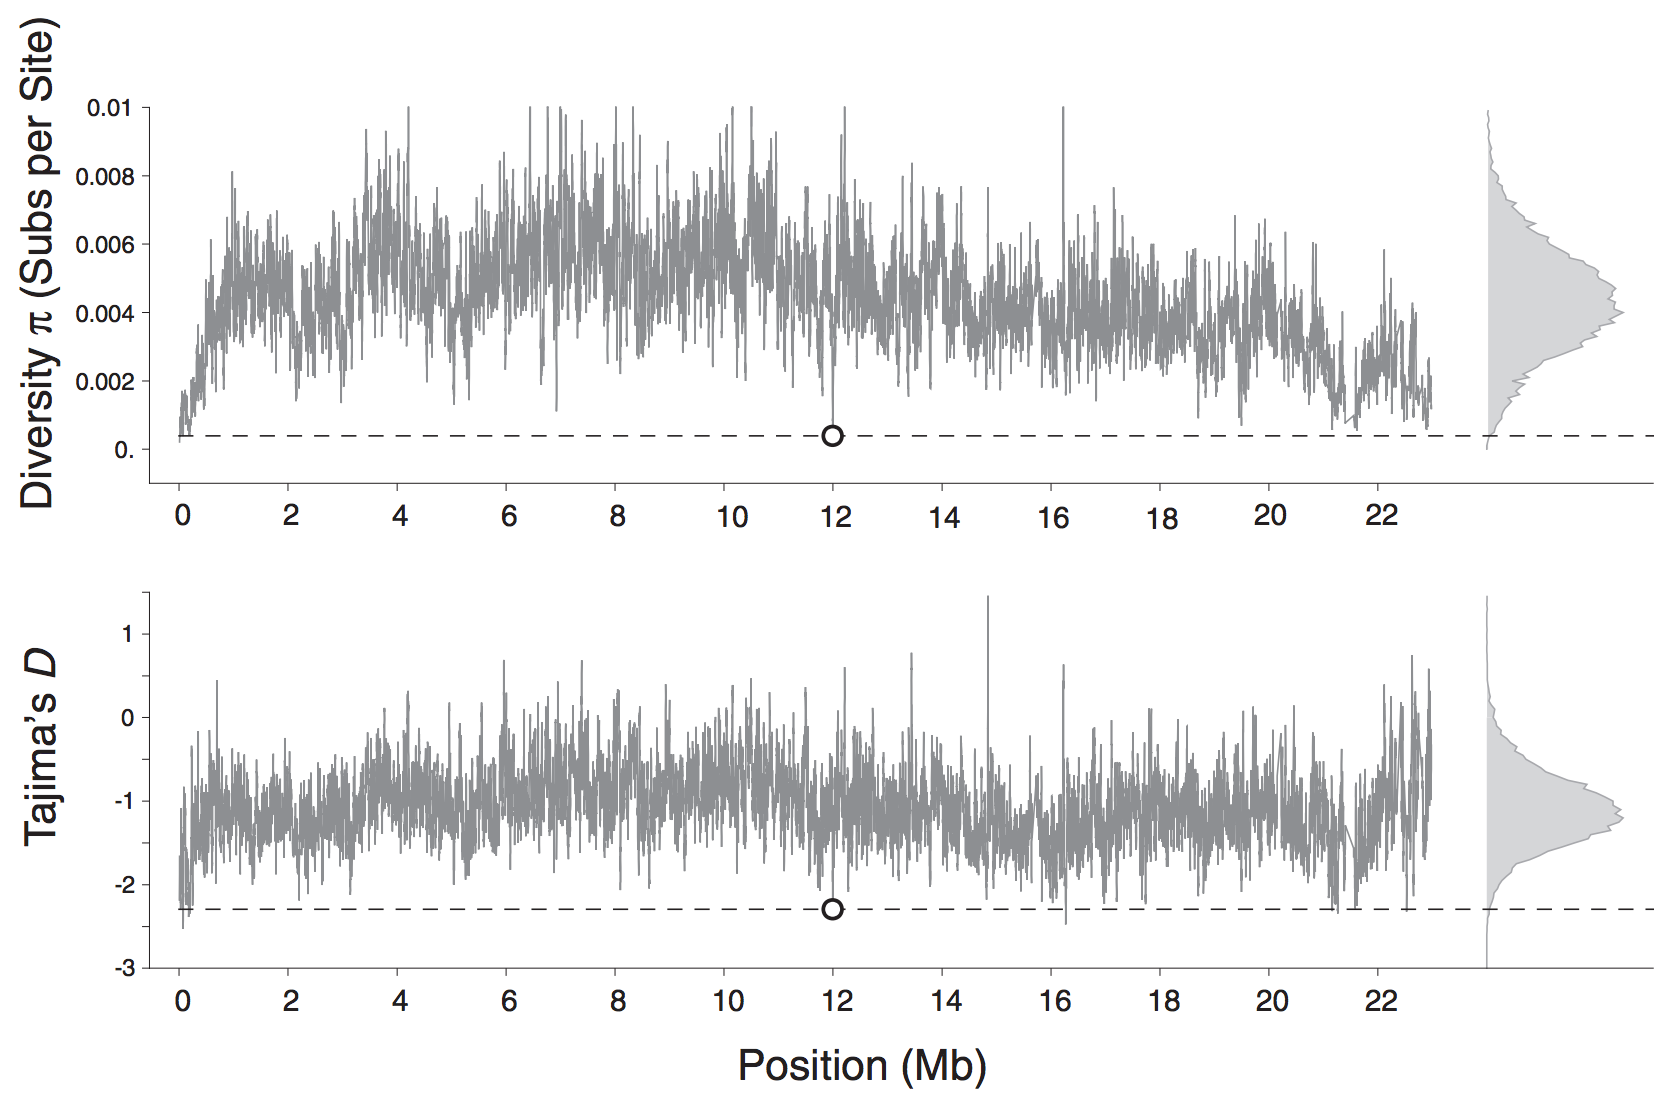 Diversity π (Subs per Site)
0.01
0.008
0.006
0.004
0.002
0.
0 2 4 6 8 10 12 14 16 18 20 22
Tajima's D
1
0
-1
-2
-3
0 2 4 6 8 10 12 14 16 18 20 22
Position (Mb)